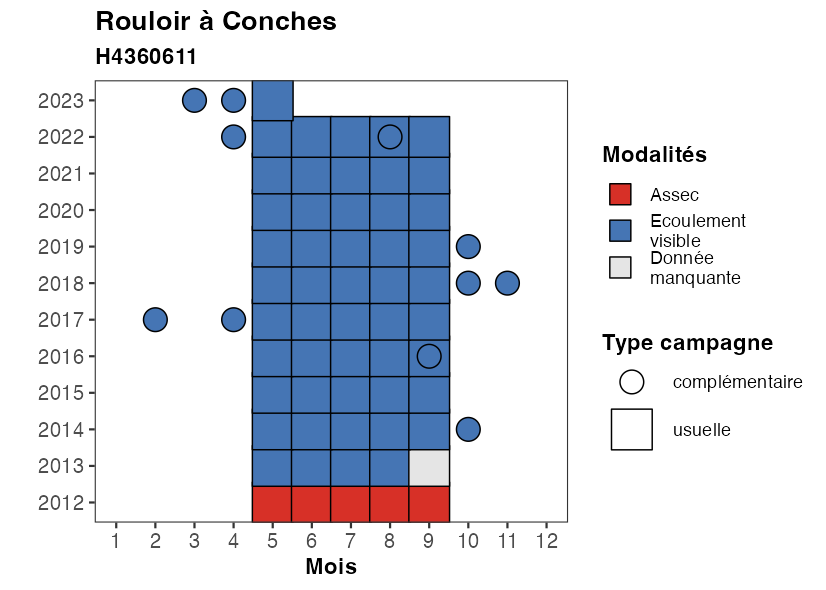 Rouloir à Conches
H4360611
2023
2022
2021
2020
2019
2018
2017
2016
2015
2014
2013
2012
1 2 3 4 5 6 7 8 9 10 11 12
Mois
Modalités
Assec
Ecoulement
visible
Donnée
manquante
Type campagne
complémentaire
usuelle